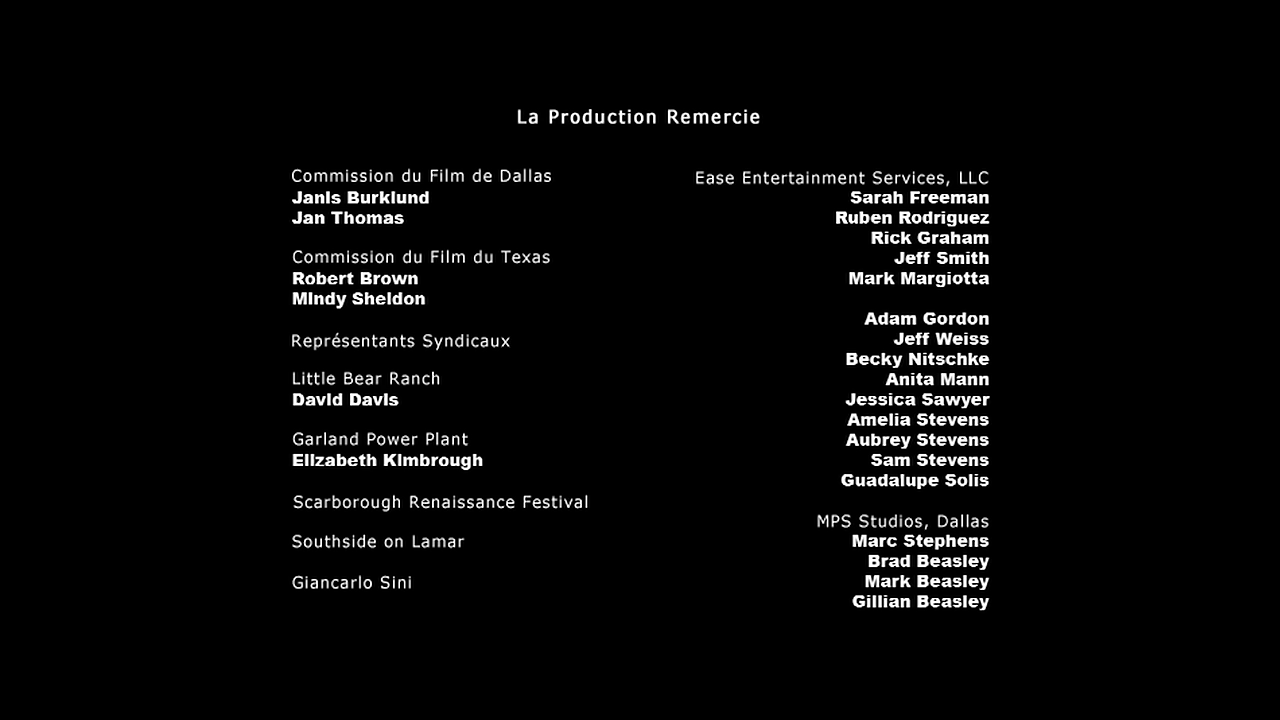 La Production Remercie
Commission du Film de Dallas
Janis Burklund
Jan Thomas
Commission du Film du Texas
Robert Brown
Mindy Sheldon
Représentants Syndicaux
Little Bear Ranch
David Davis
Garland Power Plant
Elizabeth Kimbrough
Scarborough Renaissance Festival
Southside on Lamar
Giancarlo Sini
Ease Entertainment Services, LLC
Sarah Freeman
Ruben Rodriguez
Rick Graham
Jeff Smith
Mark Margiotta
Adam Gordon
Jeff Weiss
Becky Nitschke
Anita Mann
Jessica Sawyer
Amelia Stevens
Aubrey Stevens
Sam Stevens
Guadalupe Solis
MPS Studios, Dallas
Marc Stephens
Brad Beasley
Mark Beasley
Gillian Beasley